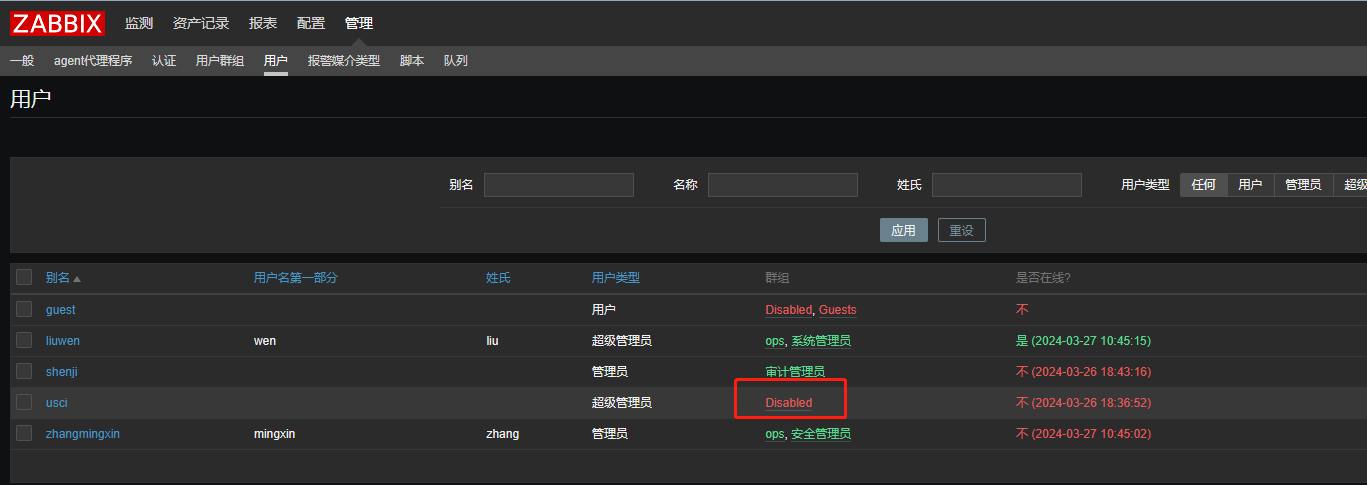 ZABBIX 监测 资产记录 报表 配置 管理
一般 agent代理程序 认证 用户群组 用户 报警媒介类型 脚本 队列
用户
别名 名称 姓氏 用户类型 任何 用户 管理员 超级
应用 重设
别名 用户名第一部分 姓氏 用户类型 群组 是否在线?
guest 用户 Disabled, Guests 不
liuwen wen liu 超级管理员 ops, 系统管理员 是 (2024-03-27 10:45:15)
shenji 管理员 审计管理员 不 (2024-03-26 18:43:16)
usci 超级管理员 Disabled 不 (2024-03-26 18:36:52)
zhangmingxin mingxin zhang 管理员 ops, 安全管理员 不 (2024-03-27 10:45:02)